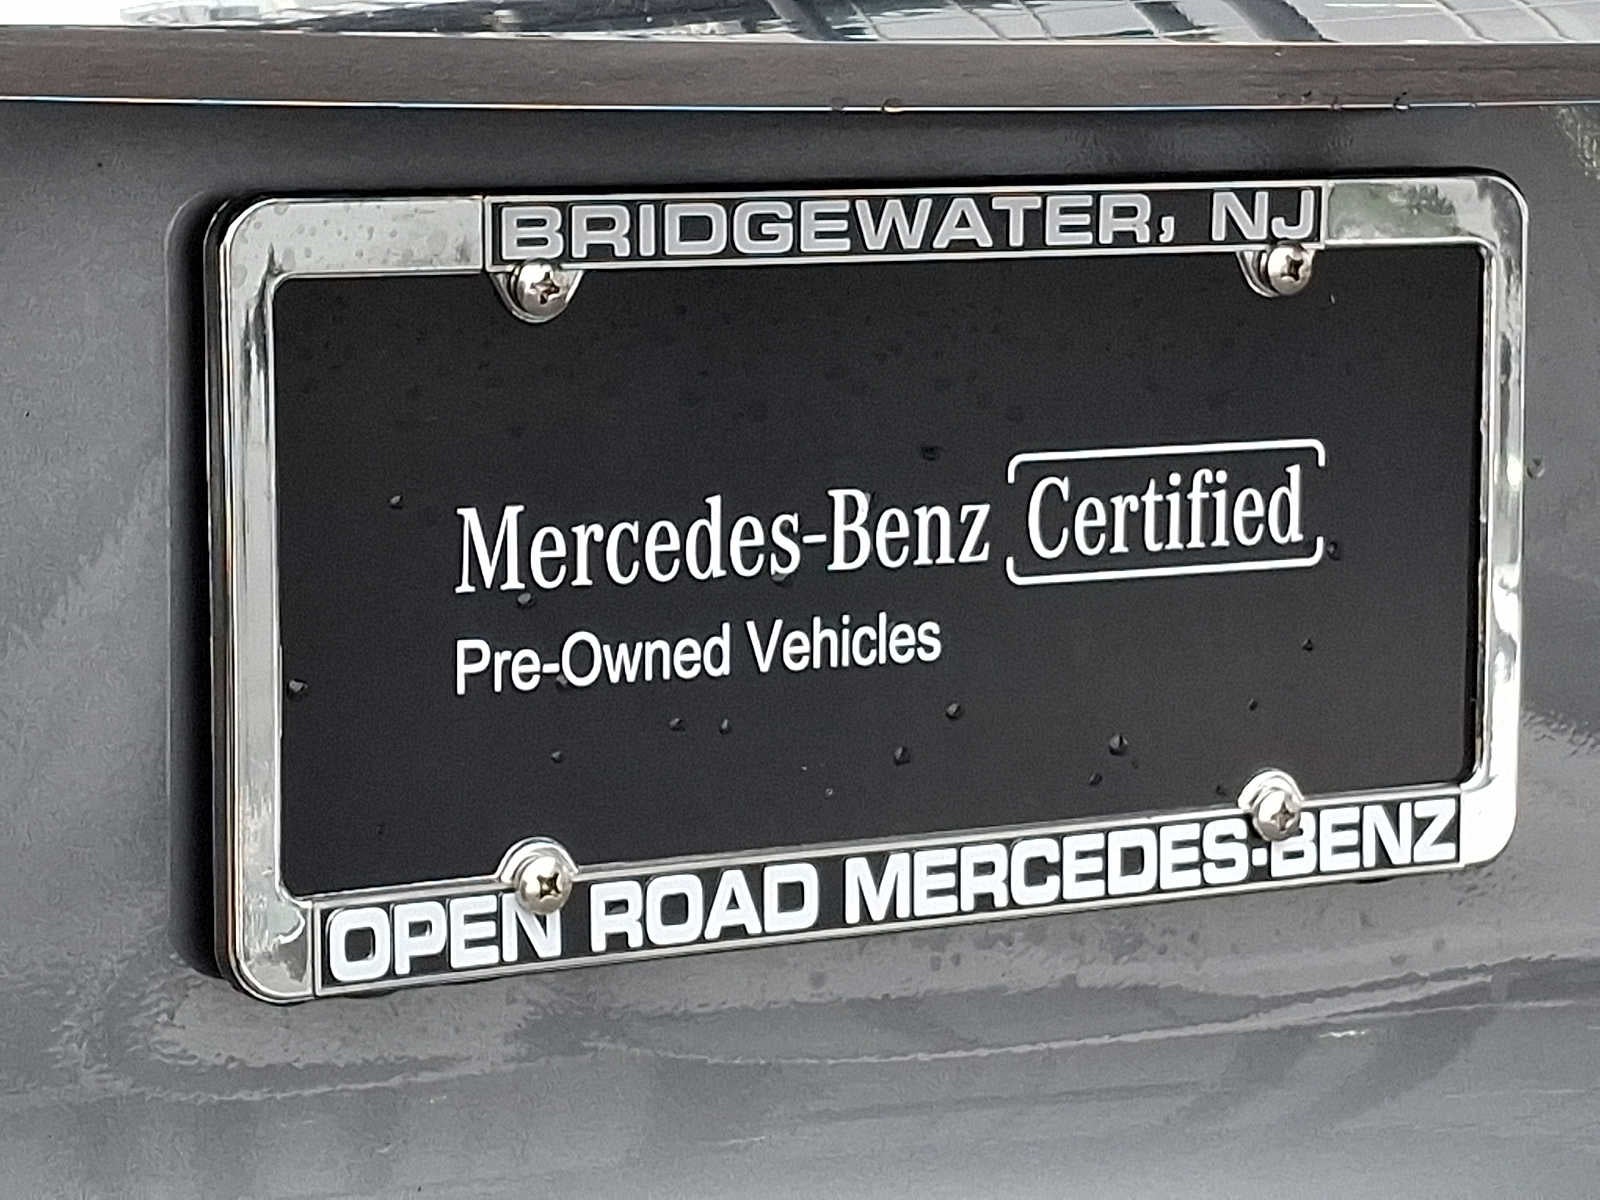 BRIDGEWATER, NJ
Mercedes-Benz Certified
Pre-Owned Vehicles
OPEN ROAD MERCEDES-BENZ